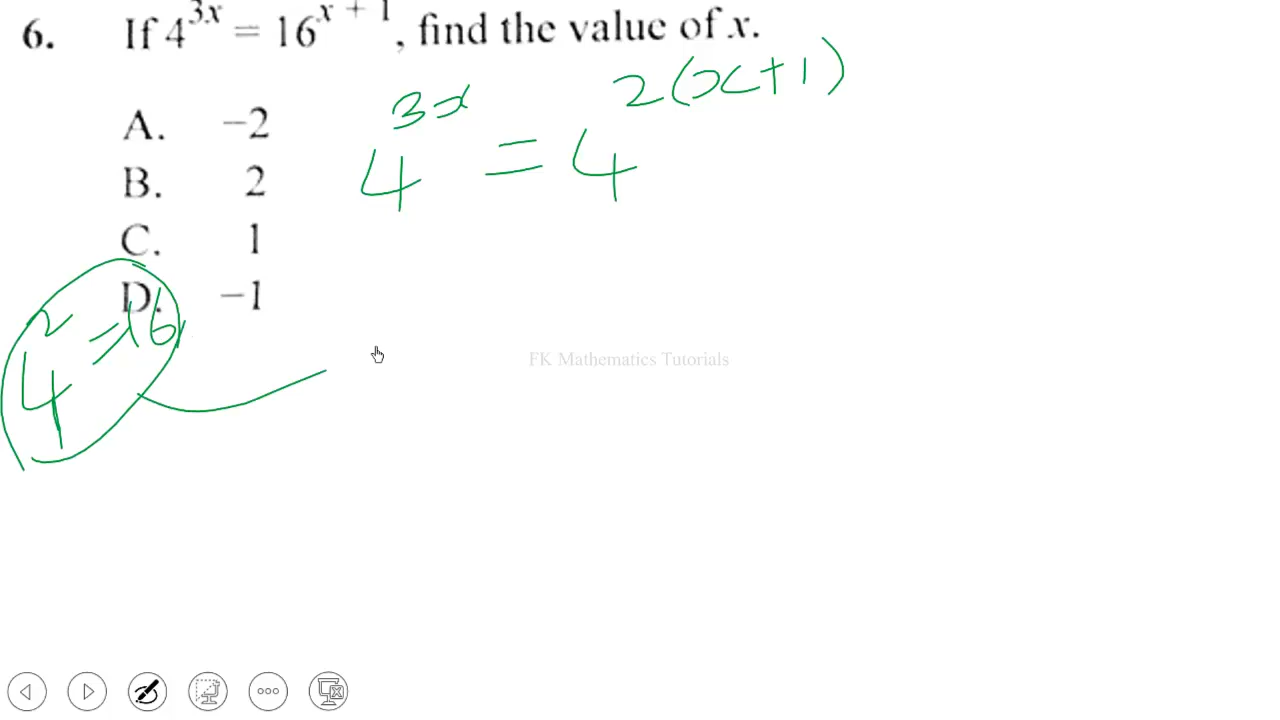 6. If 4^{3x} = 16^{x + 1}, find the value of x.
A. −2
B. 2
C. 1
D. −1
4^{3x} = 4^{2(x+1)}
4^2 = 16
FK Mathematics Tutorials